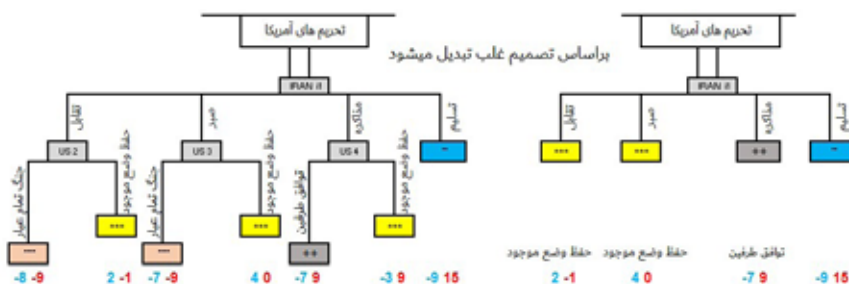 تحریم های آمریکا
تحریم های آمریکا
براساس تصمیم غلب تبدیل میشود
IRAN #1
IRAN #1
تقابل
صبر
مذاکره
تسلیم
تقابل
صبر
مذاکره
تسلیم
US 2
US 3
US 4
--
***
***
++
--
جنگ تمام عیار
حفظ وضع موجود
جنگ تمام عیار
حفظ وضع موجود
توافق طرفین
حفظ وضع موجود
***
***
***
++
حفظ وضع موجود
حفظ وضع موجود
توافق طرفین
-8 -9
2 -1
-7 -9
4 0
-7 9
-3 9
-9 15
2 -1
4 0
-7 9
-9 15